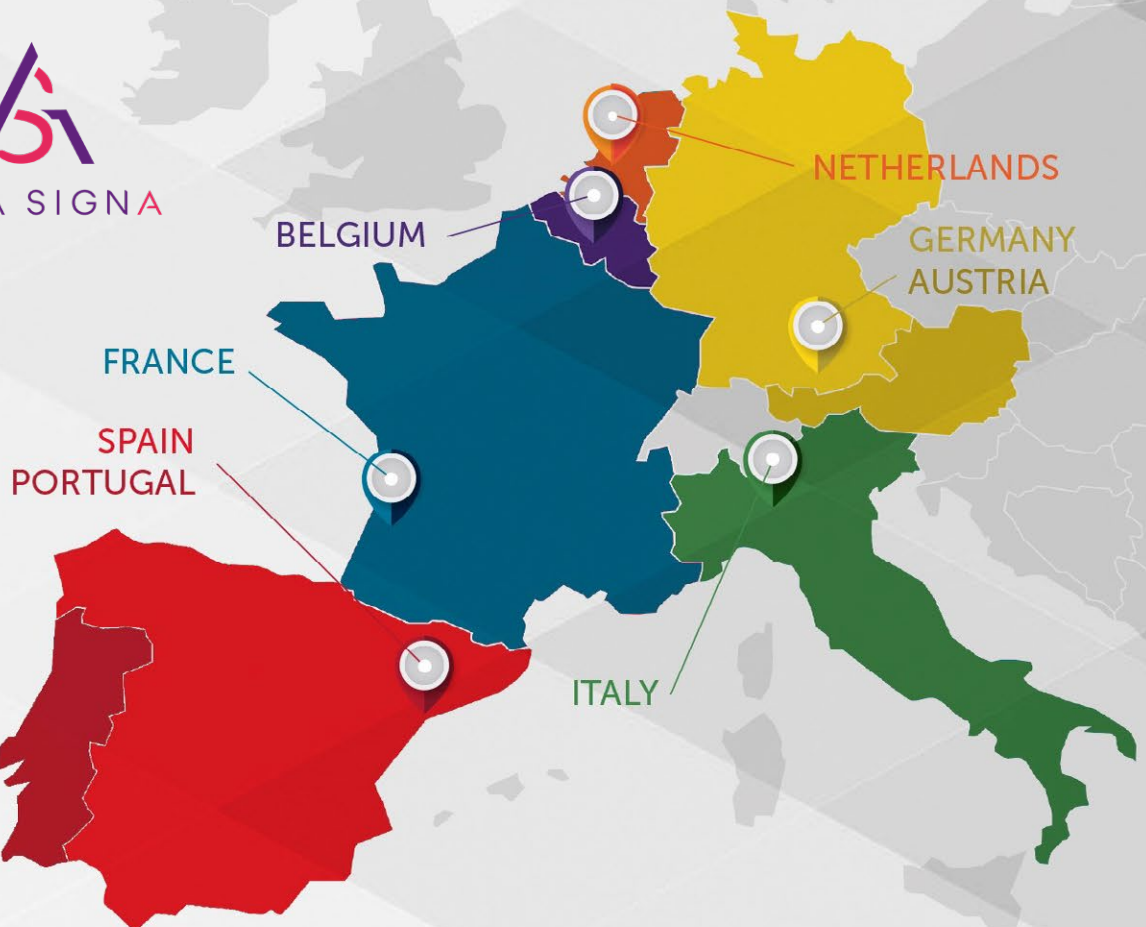 SIGNA
NETHERLANDS
BELGIUM
GERMANY
AUSTRIA
FRANCE
SPAIN
PORTUGAL
ITALY